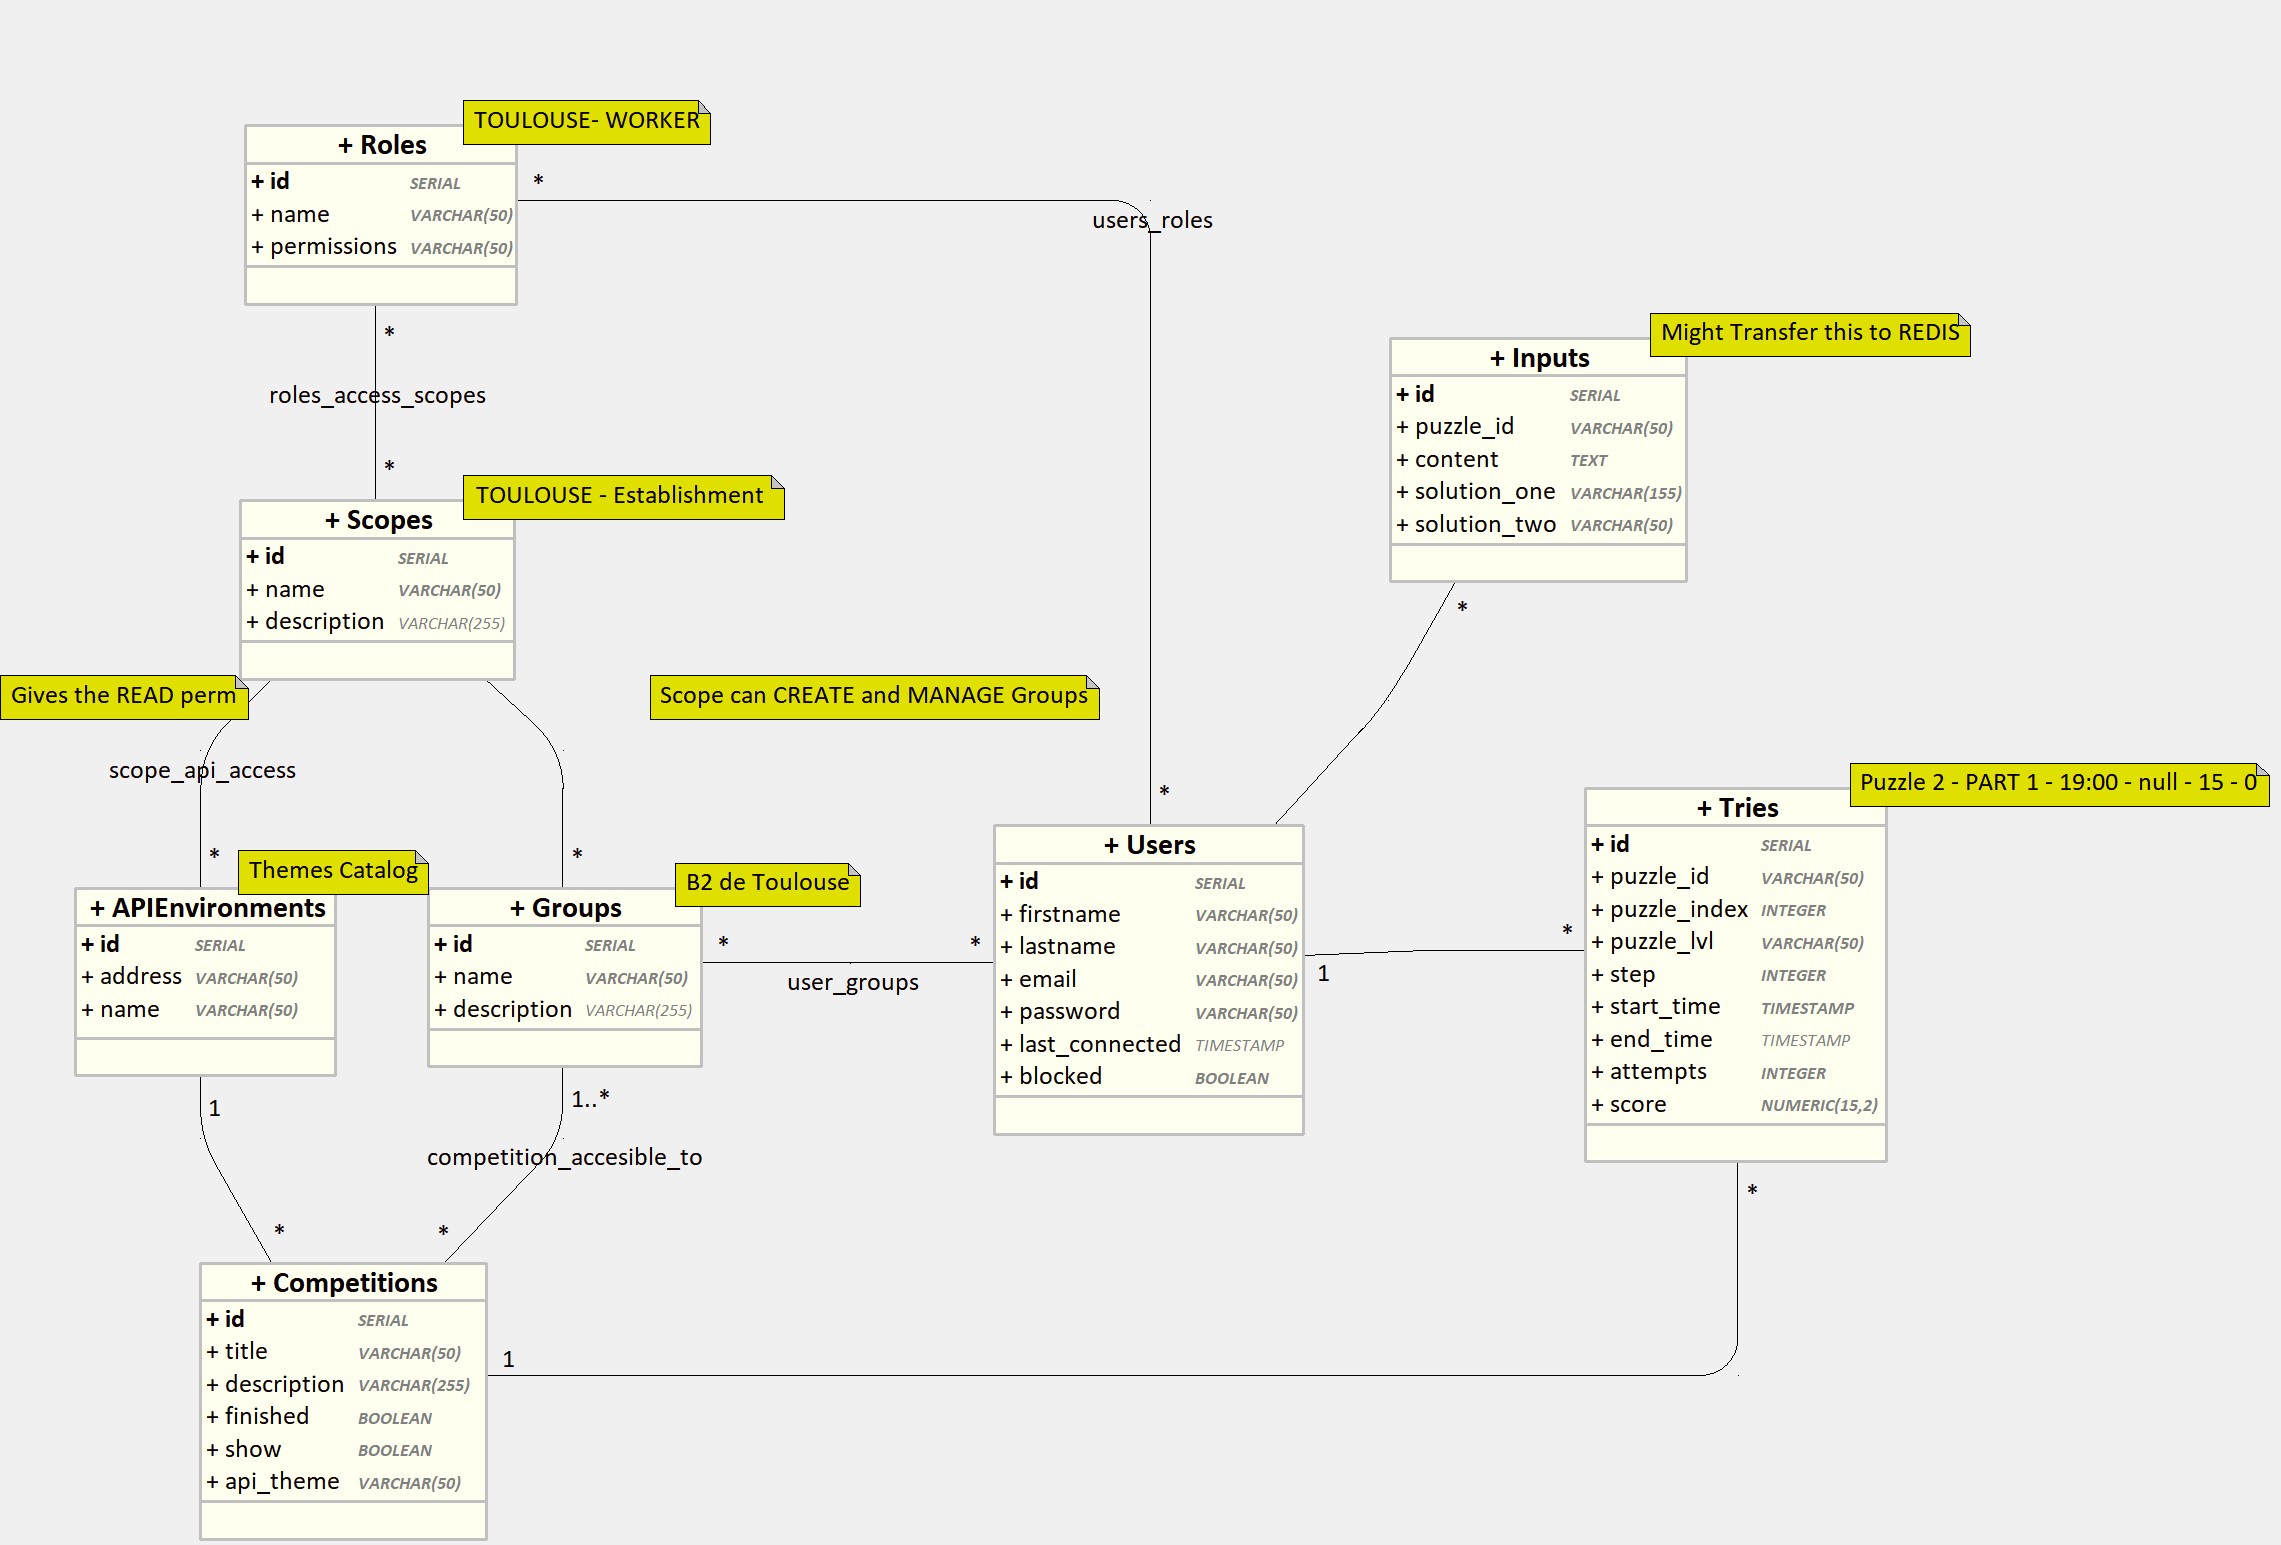 TOULOUSE- WORKER
+ Roles
+ id SERIAL
+ name VARCHAR(50)
+ permissions VARCHAR(50)
*
users_roles
*
roles_access_scopes
*
Might Transfer this to REDIS
+ Inputs
+ id SERIAL
+ puzzle_id VARCHAR(50)
+ content TEXT
+ solution_one VARCHAR(155)
+ solution_two VARCHAR(50)
*
TOULOUSE - Establishment
+ Scopes
+ id SERIAL
+ name VARCHAR(50)
+ description VARCHAR(255)
Gives the READ perm
Scope can CREATE and MANAGE Groups
scope_api_access
*
*
*
Themes Catalog
+ APIEnvironments
+ id SERIAL
+ address VARCHAR(50)
+ name VARCHAR(50)
B2 de Toulouse
+ Groups
+ id SERIAL
+ name VARCHAR(50)
+ description VARCHAR(255)
*
*
user_groups
+ Users
+ id SERIAL
+ firstname VARCHAR(50)
+ lastname VARCHAR(50)
+ email VARCHAR(50)
+ password VARCHAR(50)
+ last_connected TIMESTAMP
+ blocked BOOLEAN
1
*
Puzzle 2 - PART 1 - 19:00 - null - 15 - 0
+ Tries
+ id SERIAL
+ puzzle_id VARCHAR(50)
+ puzzle_index INTEGER
+ puzzle_lvl VARCHAR(50)
+ step INTEGER
+ start_time TIMESTAMP
+ end_time TIMESTAMP
+ attempts INTEGER
+ score NUMERIC(15,2)
*
1
1..*
competition_accesible_to
*
*
+ Competitions
+ id SERIAL
+ title VARCHAR(50)
+ description VARCHAR(255)
+ finished BOOLEAN
+ show BOOLEAN
+ api_theme VARCHAR(50)
1